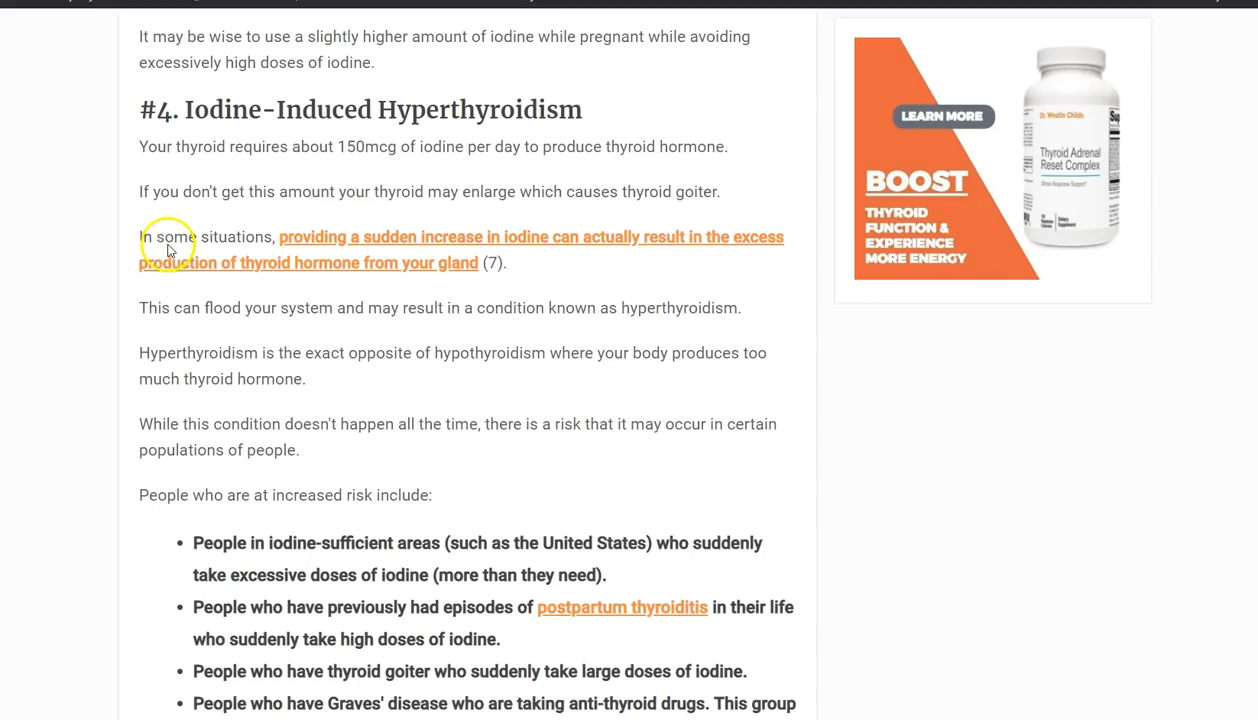 It may be wise to use a slightly higher amount of iodine while pregnant while avoiding
excessively high doses of iodine.
#4. Iodine-Induced Hyperthyroidism
Your thyroid requires about 150mcg of iodine per day to produce thyroid hormone.
If you don't get this amount your thyroid may enlarge which causes thyroid goiter.
In some situations, providing a sudden increase in iodine can actually result in the excess
production of thyroid hormone from your gland (7).
This can flood your system and may result in a condition known as hyperthyroidism.
Hyperthyroidism is the exact opposite of hypothyroidism where your body produces too
much thyroid hormone.
While this condition doesn't happen all the time, there is a risk that it may occur in certain
populations of people.
People who are at increased risk include:
• People in iodine-sufficient areas (such as the United States) who suddenly
take excessive doses of iodine (more than they need).
• People who have previously had episodes of postpartum thyroiditis in their life
who suddenly take high doses of iodine.
• People who have thyroid goiter who suddenly take large doses of iodine.
• People who have Graves' disease who are taking anti-thyroid drugs. This group
LEARN MORE
BOOST
THYROID
FUNCTION &
EXPERIENCE
MORE ENERGY
Dr. Westin Childs
Thyroid Adrenal
Reset Complex
Sup